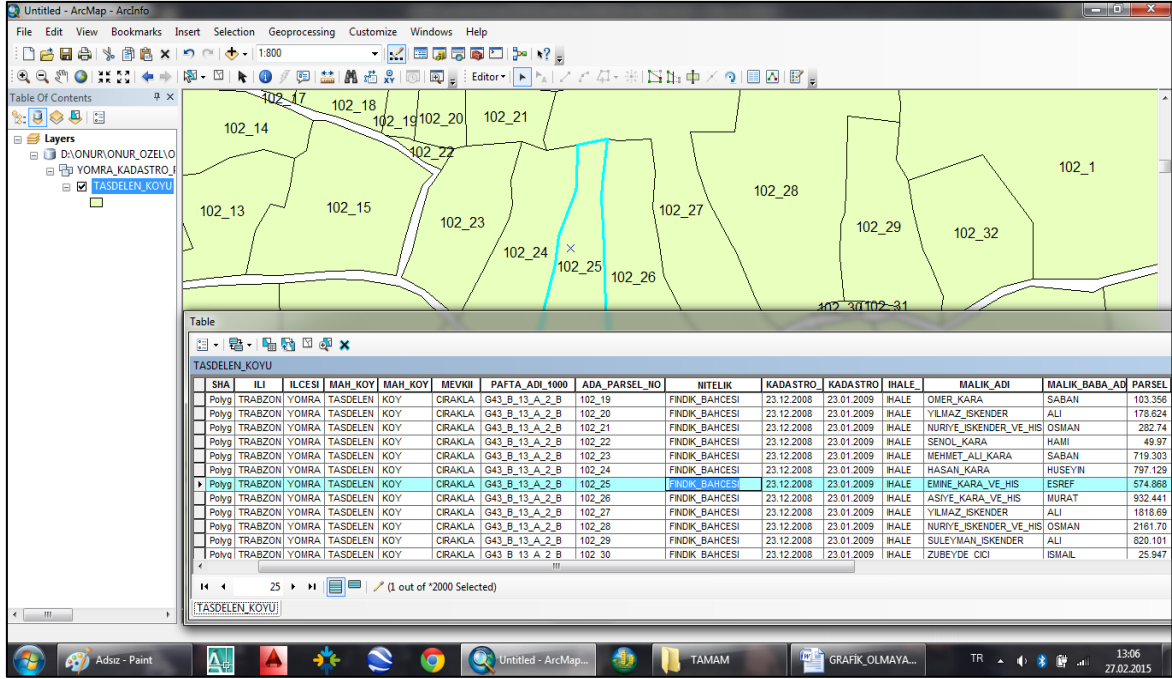 Untitled - ArcMap - ArcInfo
File Edit View Bookmarks Insert Selection Geoprocessing Customize Windows Help
1:800
Editor
Table Of Contents
Layers
D:\ONUR\ONUR_OZEL\O
YOMRA_KADASTRO_F
TASDELEN_KOYU
102_17
102_18
102_19
102_20
102_21
102_14
102_22
102_1
102_28
102_13
102_15
102_27
102_23
102_29
102_32
102_24
102_25
102_26
102_30
102_31
Table
TASDELEN_KOYU
SHA ILI ILCESI MAH_KOY MAH_KOY MEVKII PAFTA_ADI_1000 ADA_PARSEL_NO NITELIK KADASTRO_ KADASTRO IHALE_ MALIK_ADI MALIK_BABA_AD PARSEL
Polyg TRABZON YOMRA TASDELEN KOY CIRAKLA G43_B_13_A_2_B 102_19 FINDIK_BAHCESI 23.12.2008 23.01.2009 IHALE OMER_KARA SABAN 103.356
Polyg TRABZON YOMRA TASDELEN KOY CIRAKLA G43_B_13_A_2_B 102_20 FINDIK_BAHCESI 23.12.2008 23.01.2009 IHALE YILMAZ_ISKENDER ALI 178.624
Polyg TRABZON YOMRA TASDELEN KOY CIRAKLA G43_B_13_A_2_B 102_21 FINDIK_BAHCESI 23.12.2008 23.01.2009 IHALE NURIYE_ISKENDER_VE_HIS OSMAN 282.74
Polyg TRABZON YOMRA TASDELEN KOY CIRAKLA G43_B_13_A_2_B 102_22 FINDIK_BAHCESI 23.12.2008 23.01.2009 IHALE SENOL_KARA HAMI 49.97
Polyg TRABZON YOMRA TASDELEN KOY CIRAKLA G43_B_13_A_2_B 102_23 FINDIK_BAHCESI 23.12.2008 23.01.2009 IHALE MEHMET_ALI_KARA SABAN 719.303
Polyg TRABZON YOMRA TASDELEN KOY CIRAKLA G43_B_13_A_2_B 102_24 FINDIK_BAHCESI 23.12.2008 23.01.2009 IHALE HASAN_KARA HUSEYIN 797.129
Polyg TRABZON YOMRA TASDELEN KOY CIRAKLA G43_B_13_A_2_B 102_25 FINDIK_BAHCESI 23.12.2008 23.01.2009 IHALE EMINE_KARA_VE_HIS ESREF 574.868
Polyg TRABZON YOMRA TASDELEN KOY CIRAKLA G43_B_13_A_2_B 102_26 FINDIK_BAHCESI 23.12.2008 23.01.2009 IHALE ASIYE_KARA_VE_HIS MURAT 932.441
Polyg TRABZON YOMRA TASDELEN KOY CIRAKLA G43_B_13_A_2_B 102_27 FINDIK_BAHCESI 23.12.2008 23.01.2009 IHALE YILMAZ_ISKENDER ALI 1818.69
Polyg TRABZON YOMRA TASDELEN KOY CIRAKLA G43_B_13_A_2_B 102_28 FINDIK_BAHCESI 23.12.2008 23.01.2009 IHALE NURIYE_ISKENDER_VE_HIS OSMAN 2161.70
Polyg TRABZON YOMRA TASDELEN KOY CIRAKLA G43_B_13_A_2_B 102_29 FINDIK_BAHCESI 23.12.2008 23.01.2009 IHALE SULEYMAN_ISKENDER ALI 820.101
Polyg TRABZON YOMRA TASDELEN KOY CIRAKLA G43_B_13_A_2_B 102_30 FINDIK_BAHCESI 23.12.2008 23.01.2009 IHALE ZUBEYDE_CICI ISMAIL 25.947
25 (1 out of *2000 Selected)
TASDELEN_KOYU
Adsız - Paint
Untitled - ArcMap...
TAMAM
GRAFİK_OLMAYA...
TR
13:06
27.02.2015